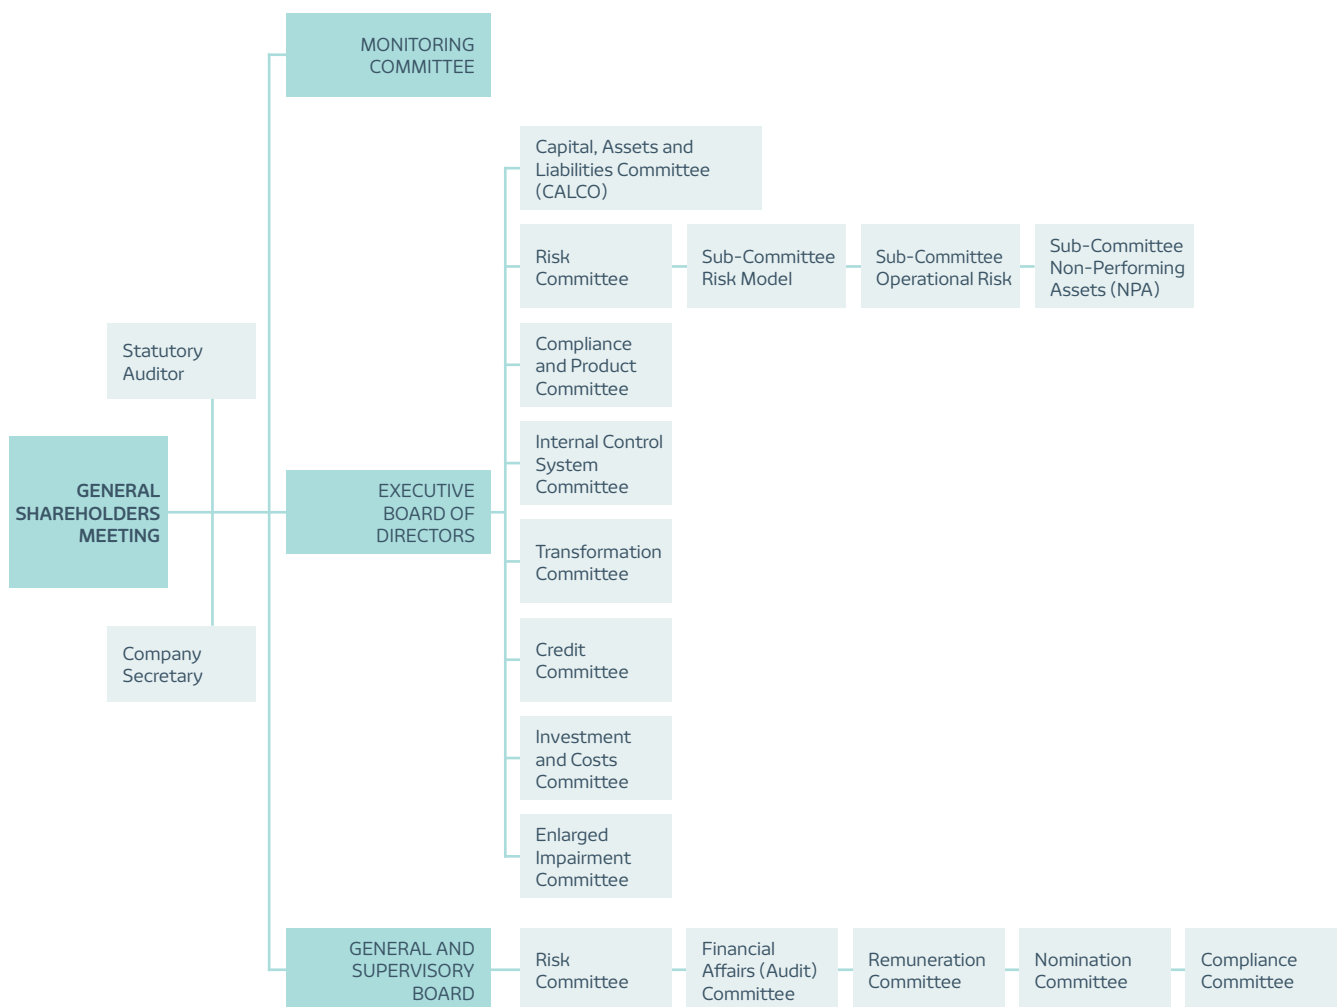 MONITORING
COMMITTEE
Capital, Assets and
Liabilities Committee
(CALCO)
Risk
Committee
Sub-Committee
Risk Model
Sub-Committee
Operational Risk
Sub-Committee
Non-Performing
Assets (NPA)
Statutory
Auditor
Compliance
and Product
Committee
Internal Control
System
Committee
GENERAL
SHAREHOLDERS
MEETING
EXECUTIVE
BOARD OF
DIRECTORS
Transformation
Committee
Company
Secretary
Credit
Committee
Investment
and Costs
Committee
Enlarged
Impairment
Committee
GENERAL AND
SUPERVISORY
BOARD
Risk
Committee
Financial
Affairs (Audit)
Committee
Remuneration
Committee
Nomination
Committee
Compliance
Committee